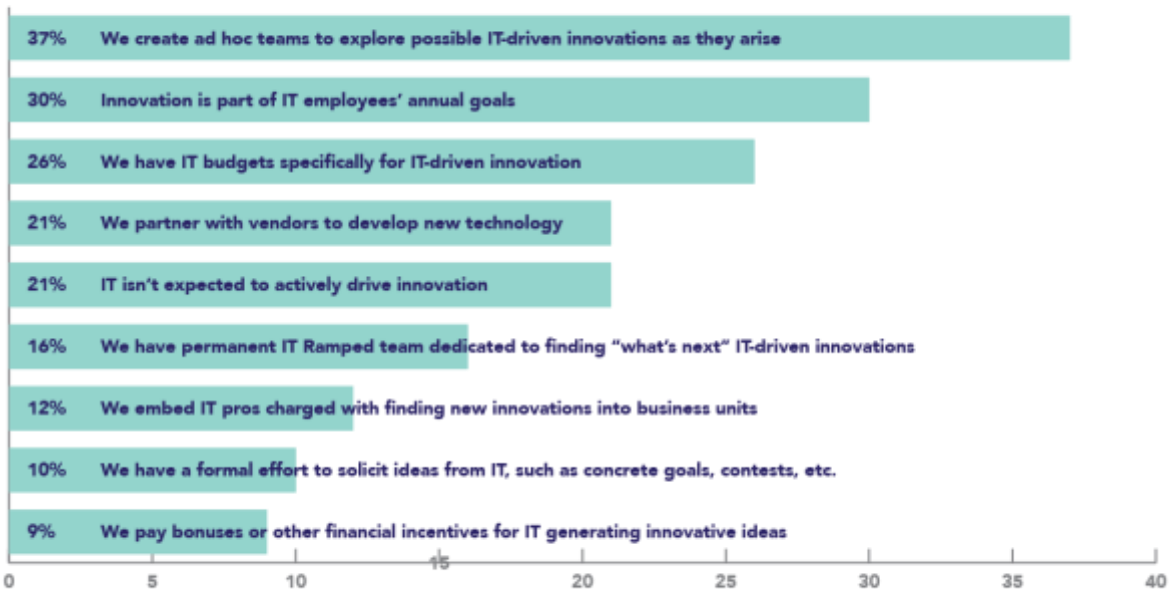 37% We create ad hoc teams to explore possible IT-driven innovations as they arise
30% Innovation is part of IT employees’ annual goals
26% We have IT budgets specifically for IT-driven innovation
21% We partner with vendors to develop new technology
21% IT isn’t expected to actively drive innovation
16% We have permanent IT Ramped team dedicated to finding “what’s next” IT-driven innovations
12% We embed IT pros charged with finding new innovations into business units
10% We have a formal effort to solicit ideas from IT, such as concrete goals, contests, etc.
9% We pay bonuses or other financial incentives for IT generating innovative ideas
0 5 10 15 20 25 30 35 40